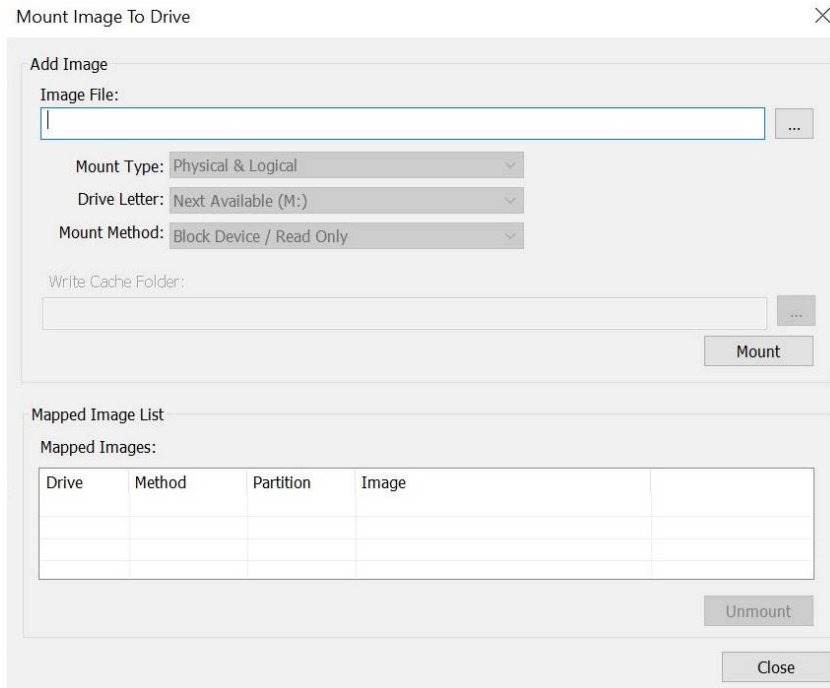 Mount Image To Drive
Add Image
Image File:
...
Mount Type: Physical & Logical
Drive Letter: Next Available (M:)
Mount Method: Block Device / Read Only
Write Cache Folder:
...
Mount
Mapped Image List
Mapped Images:
Drive Method Partition Image
Unmount
Close